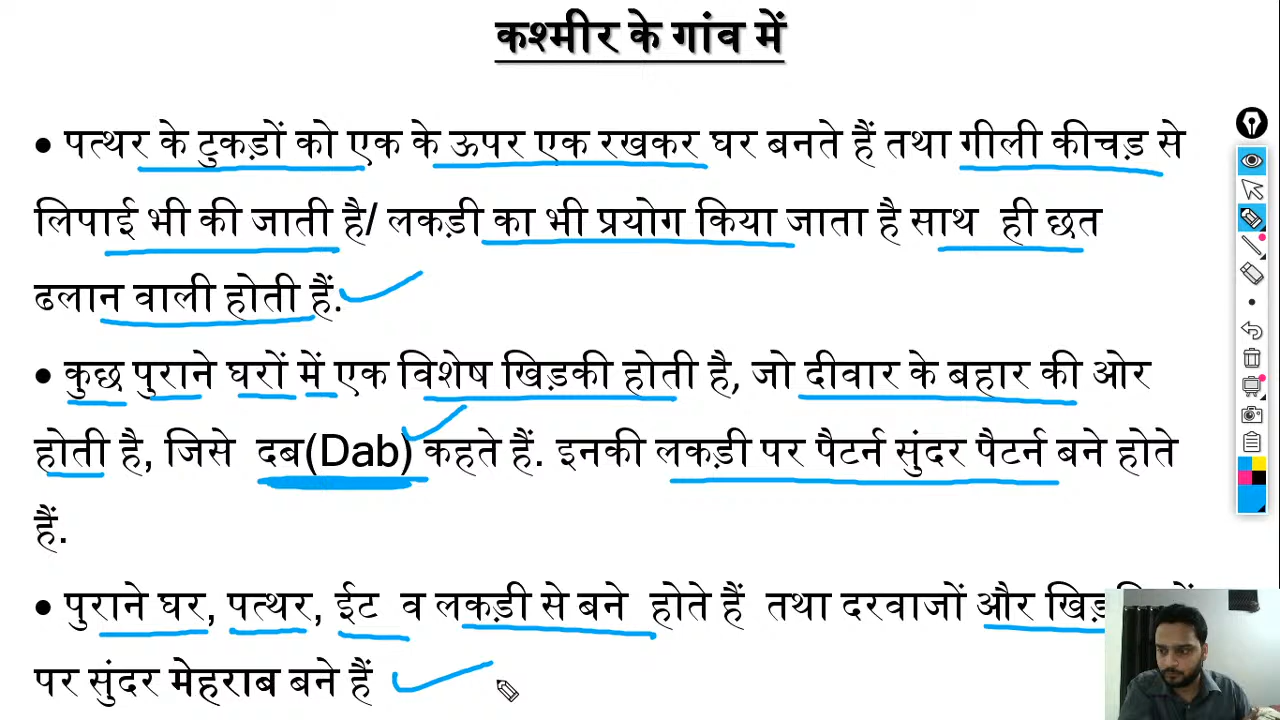 कश्मीर के गांव में
• पत्थर के टुकड़ों को एक के ऊपर एक रखकर घर बनते हैं तथा गीली कीचड़ से
लिपाई भी की जाती है/ लकड़ी का भी प्रयोग किया जाता है साथ ही छत
ढलान वाली होती हैं.
• कुछ पुराने घरों में एक विशेष खिड़की होती है, जो दीवार के बहार की ओर
होती है, जिसे दब(Dab) कहते हैं. इनकी लकड़ी पर पैटर्न सुंदर पैटर्न बने होते
हैं.
• पुराने घर, पत्थर, ईट व लकड़ी से बने होते हैं तथा दरवाजों और
पर सुंदर मेहराब बने हैं